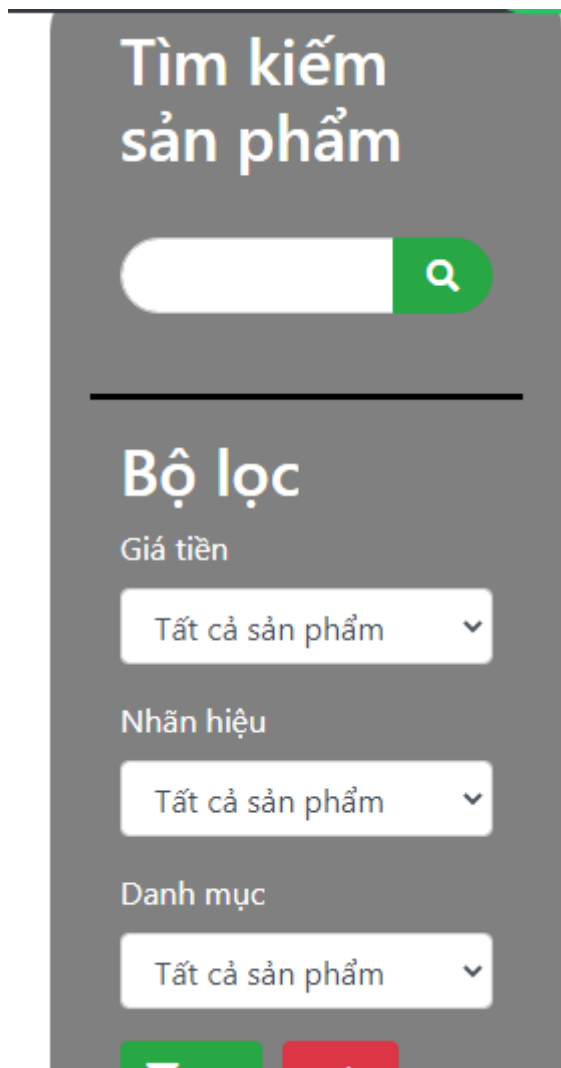 Tìm kiếm
sản phẩm
Bộ lọc
Giá tiền
Tất cả sản phẩm
Nhãn hiệu
Tất cả sản phẩm
Danh mục
Tất cả sản phẩm